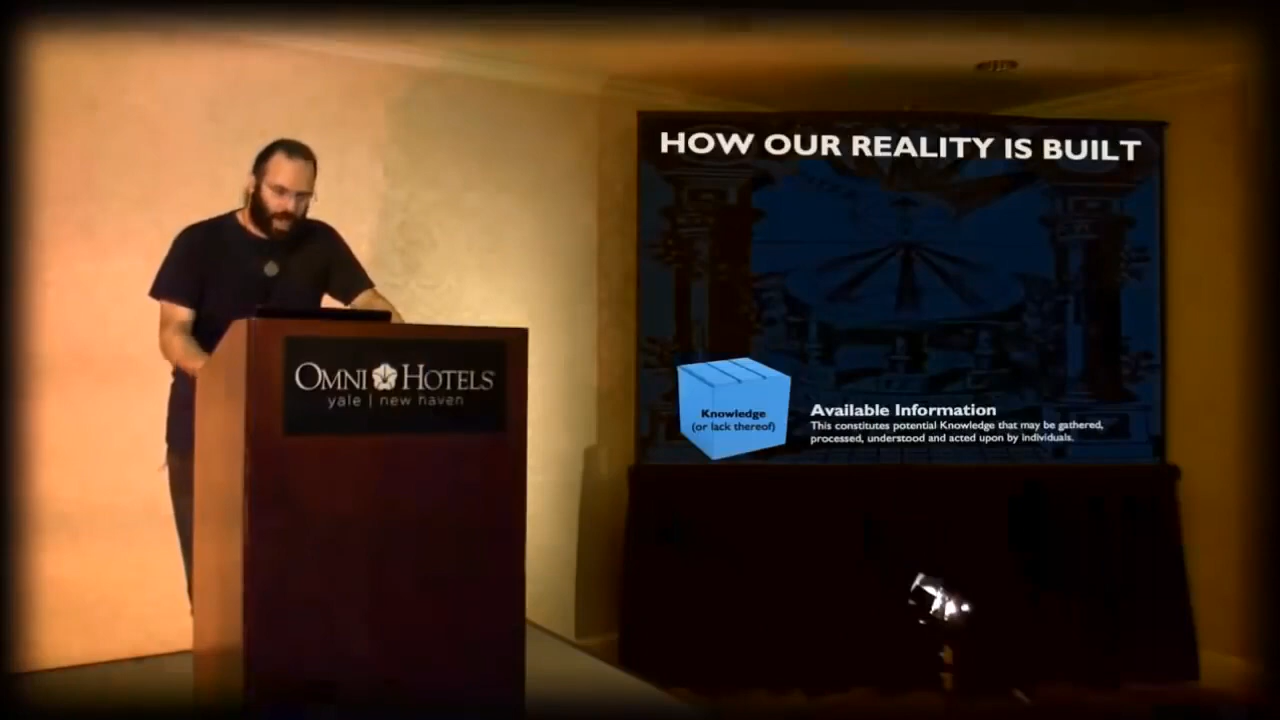 HOW OUR REALITY IS BUILT
OMNI HOTELS
yale | new haven
Knowledge
(or lack thereof)
Available Information
This constitutes potential Knowledge that may be gathered,
processed, understood and acted upon by individuals.